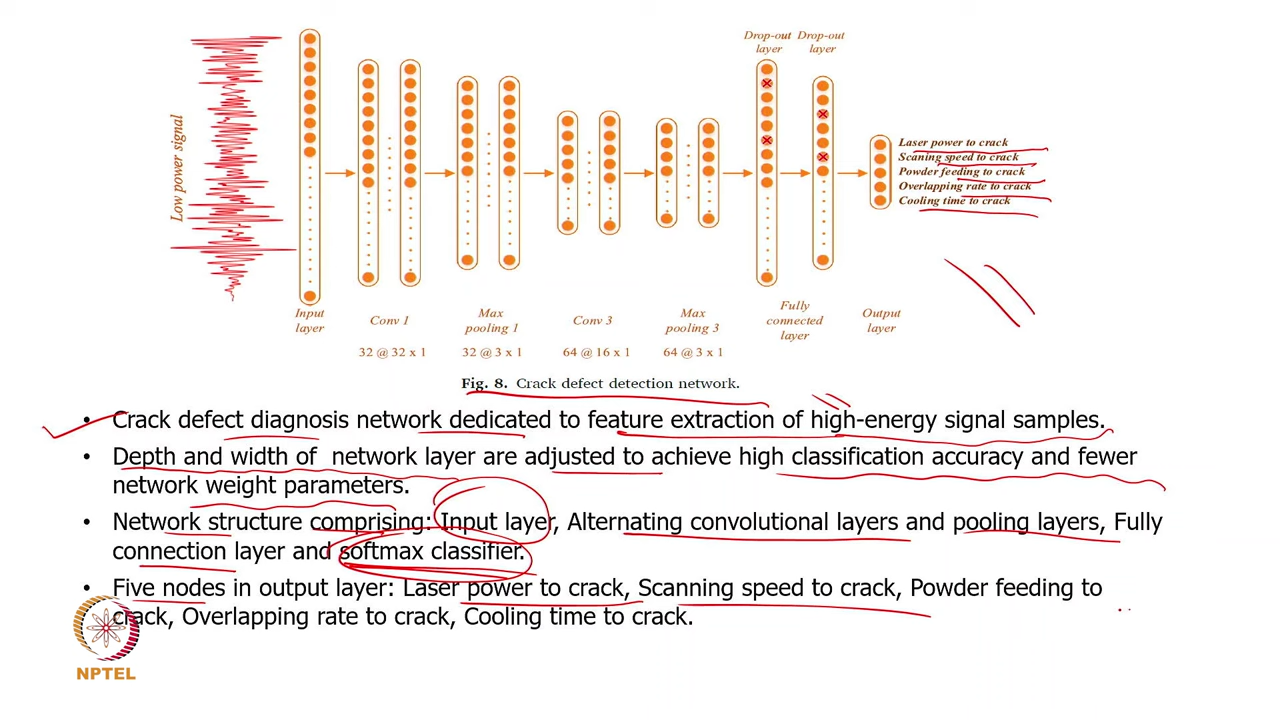 Drop-out Drop-out
layer layer
Low power signal
Laser power to crack
Scaning speed to crack
Powder feeding to crack
Overlapping rate to crack
Cooling time to crack
Input layer
Conv 1
Max pooling 1
Conv 3
Max pooling 3
Fully connected layer
Output layer
32 @ 32 x 1
32 @ 3 x 1
64 @ 16 x 1
64 @ 3 x 1
Fig. 8. Crack defect detection network.
• Crack defect diagnosis network dedicated to feature extraction of high-energy signal samples.
• Depth and width of network layer are adjusted to achieve high classification accuracy and fewer
network weight parameters.
• Network structure comprising: Input layer, Alternating convolutional layers and pooling layers, Fully
connection layer and softmax classifier.
• Five nodes in output layer: Laser power to crack, Scanning speed to crack, Powder feeding to
crack, Overlapping rate to crack, Cooling time to crack.
NPTEL